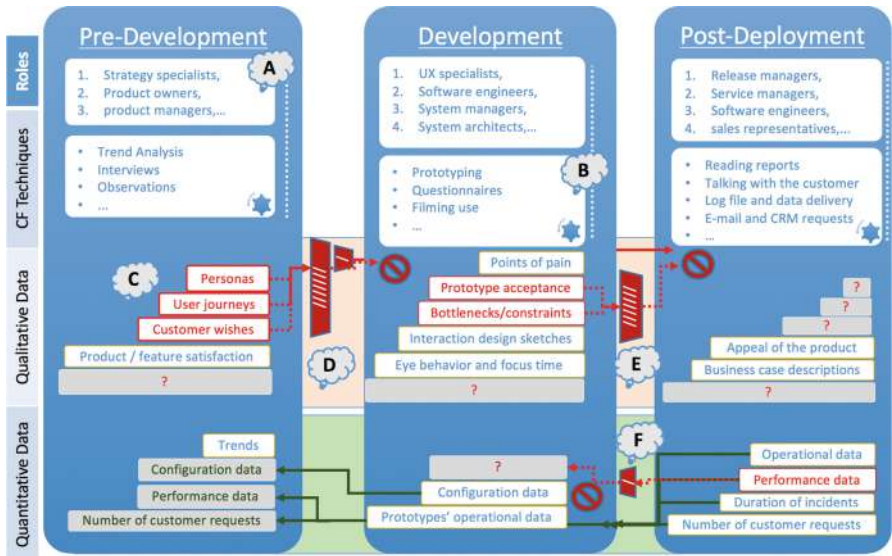 Roles
CF Techniques
Qualitative Data
Quantitative Data
Pre-Development
A
1. Strategy specialists,
2. Product owners,
3. product managers,...
• Trend Analysis
• Interviews
• Observations
• ...
C
Personas
User journeys
Customer wishes
Product / feature satisfaction
?
D
Trends
Configuration data
Performance data
Number of customer requests
Development
1. UX specialists,
2. Software engineers,
3. System managers,
4. System architects,...
B
• Prototyping
• Questionnaires
• Filming use
• ...
Points of pain
Prototype acceptance
Bottlenecks/constraints
Interaction design sketches
Eye behavior and focus time
?
E
?
Configuration data
Prototypes' operational data
F
Post-Deployment
1. Release managers,
2. Service managers,
3. Software engineers,
4. sales representatives,...
• Reading reports
• Talking with the customer
• Log file and data delivery
• E-mail and CRM requests
• ...
?
?
?
Appeal of the product
Business case descriptions
?
Operational data
Performance data
Duration of incidents
Number of customer requests